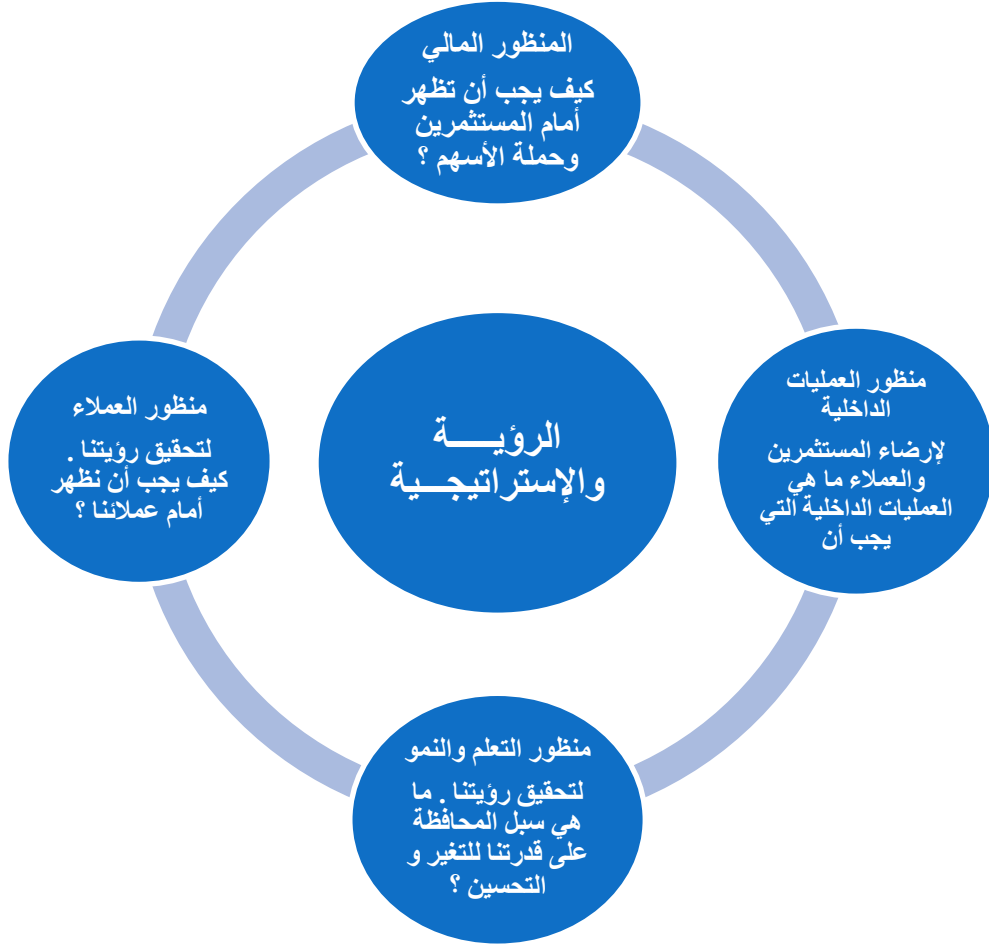 المنظور المالي
كيف يجب أن تظهر
أمام المستثمرين
وحملة الأسهم ؟
منظور العمليات
الداخلية
لإرضاء المستثمرين
والعملاء ما هي
العمليات الداخلية التي
يجب أن
الرؤيـــــة
والإستراتيجـــية
منظور العملاء
لتحقيق رؤيتنا .
كيف يجب أن نظهر
أمام عملائنا ؟
منظور التعلم والنمو
لتحقيق رؤيتنا . ما
هي سبل المحافظة
على قدرتنا للتغير و
التحسين ؟